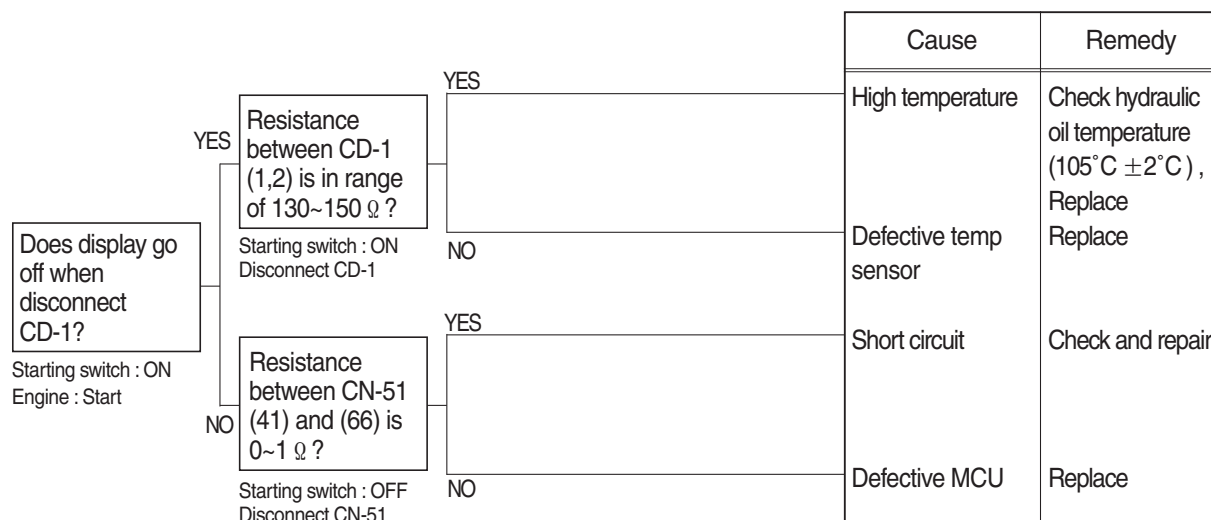 Cause
Remedy
YES
High temperature
Check hydraulic
oil temperature
(105˚C ±2˚C) ,
Replace
YES
Resistance
between CD-1
(1,2) is in range
of 130~150 Ω ?
Starting switch : ON
Disconnect CD-1
NO
Defective temp
sensor
Replace
Does display go
off when
disconnect
CD-1?
Starting switch : ON
Engine : Start
YES
Short circuit
Check and repair
NO
Resistance
between CN-51
(41) and (66) is
0~1 Ω ?
Starting switch : OFF
Disconnect CN-51
NO
Defective MCU
Replace